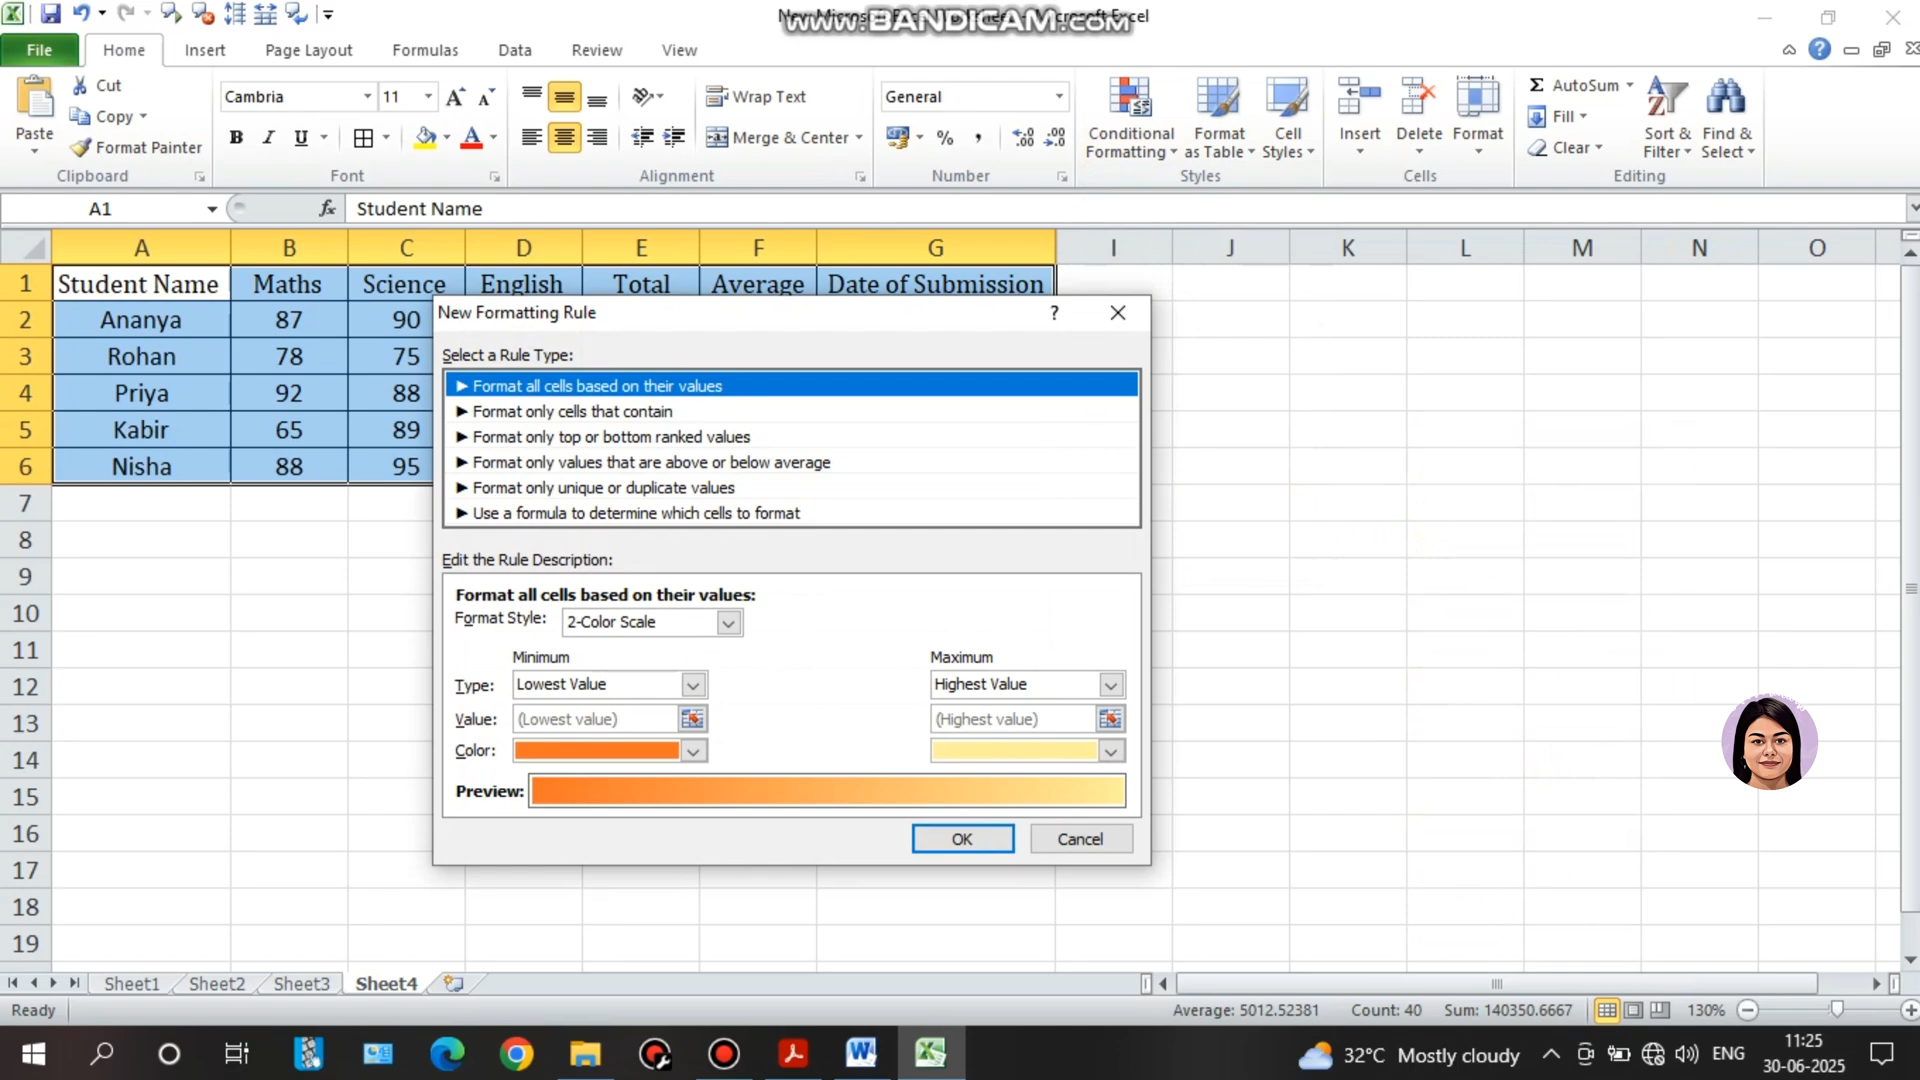 New Microsoft Excel Worksheet - Microsoft Excel
www.BANDICAM.com
File Home Insert Page Layout Formulas Data Review View
Cut
Copy
Format Painter
Paste
Clipboard
Cambria 11
B I U
Font
Wrap Text
Merge & Center
Alignment
General
%
Number
Conditional Formatting
Format as Table
Cell Styles
Styles
Insert Delete Format
Cells
AutoSum
Fill
Clear
Sort & Filter
Find & Select
Editing
A1 fx Student Name
A B C D E F G I J K L M N O
1 Student Name Maths Science English Total Average Date of Submission
2 Ananya 87 90
3 Rohan 78 75
4 Priya 92 88
5 Kabir 65 89
6 Nisha 88 95
7
8
9
10
11
12
13
14
15
16
17
18
19
New Formatting Rule ?
Select a Rule Type:
► Format all cells based on their values
► Format only cells that contain
► Format only top or bottom ranked values
► Format only values that are above or below average
► Format only unique or duplicate values
► Use a formula to determine which cells to format
Edit the Rule Description:
Format all cells based on their values:
Format Style: 2-Color Scale
Minimum Maximum
Type: Lowest Value Highest Value
Value: (Lowest value) (Highest value)
Color:
Preview:
OK Cancel
Sheet1 Sheet2 Sheet3 Sheet4
Ready Average: 5012.52381 Count: 40 Sum: 140350.6667 130%
32°C Mostly cloudy ENG
11:25
30-06-2025